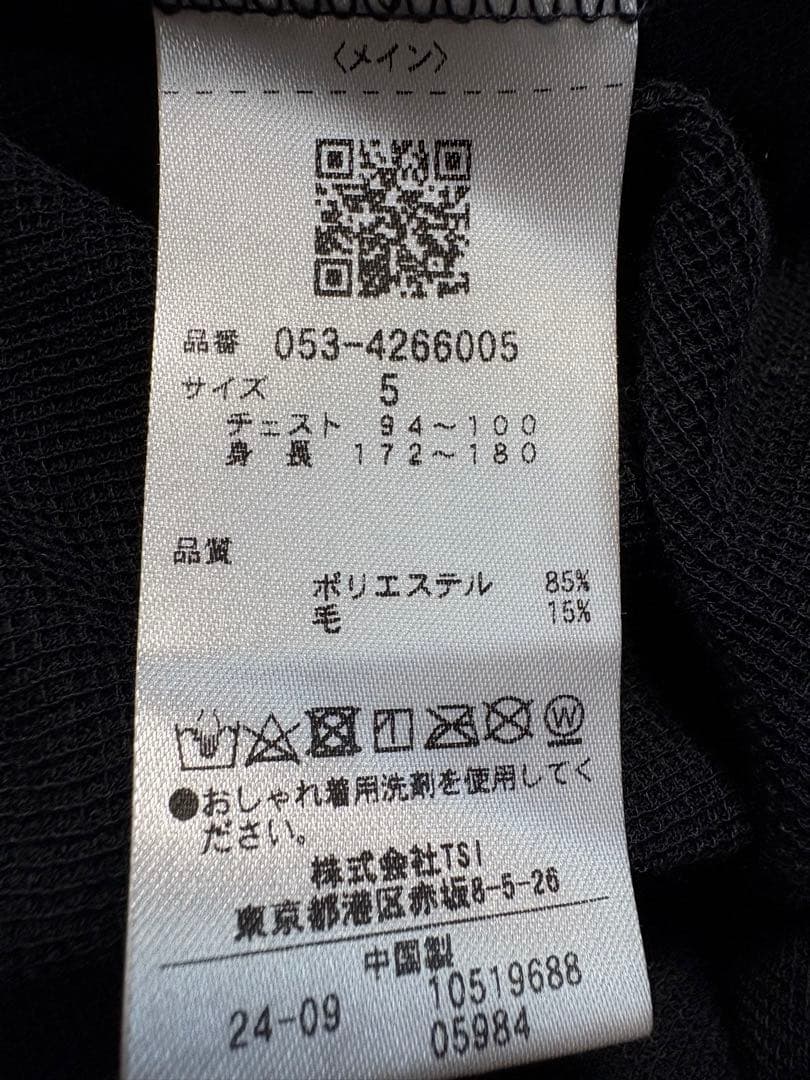 〈メイン〉
品番 053-4266005
サイズ 5
チェスト 94～100
身長 172～180
品質
ポリエステル 85%
毛 15%
W
●おしゃれ着用洗剤を使用してく
ださい。
株式会社TSI
東京都港区赤坂8-5-26
中国製
24-09 10519688
05984